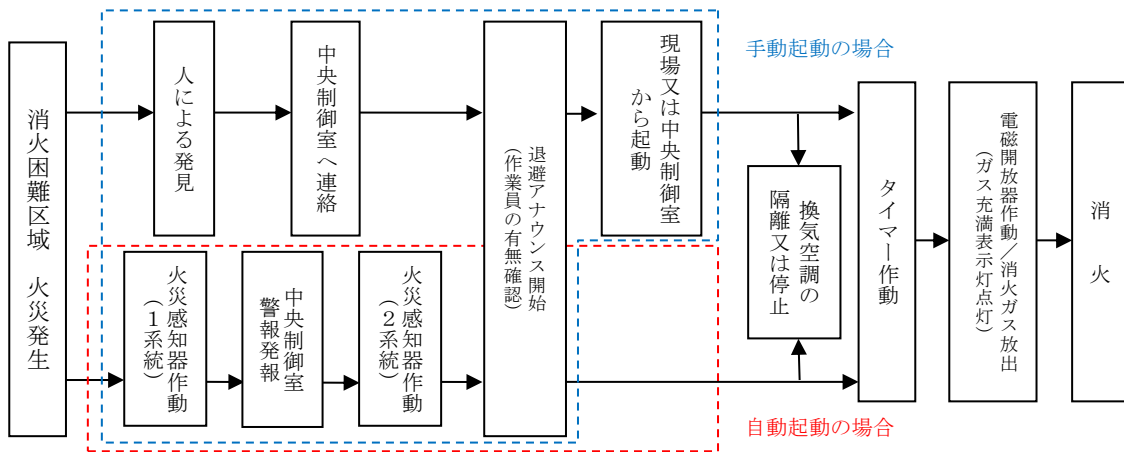 消火困難区域　火災発生
人による発見
中央制御室へ連絡
退避アナウンス開始
(作業員の有無確認)
現場又は中央制御室
から起動
手動起動の場合
火災感知器作動
(１系統)
中央制御室
警報発報
火災感知器作動
(２系統)
換気空調の
隔離又は停止
自動起動の場合
タイマー作動
電磁開放器作動／消火ガス放出
(ガス充満表示灯点灯)
消　火